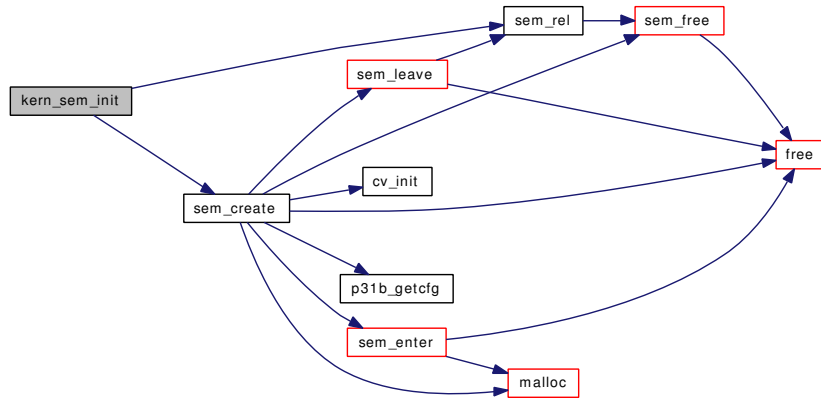 sem_rel
sem_free
sem_leave
kern_sem_init
free
cv_init
sem_create
p31b_getcfg
sem_enter
malloc